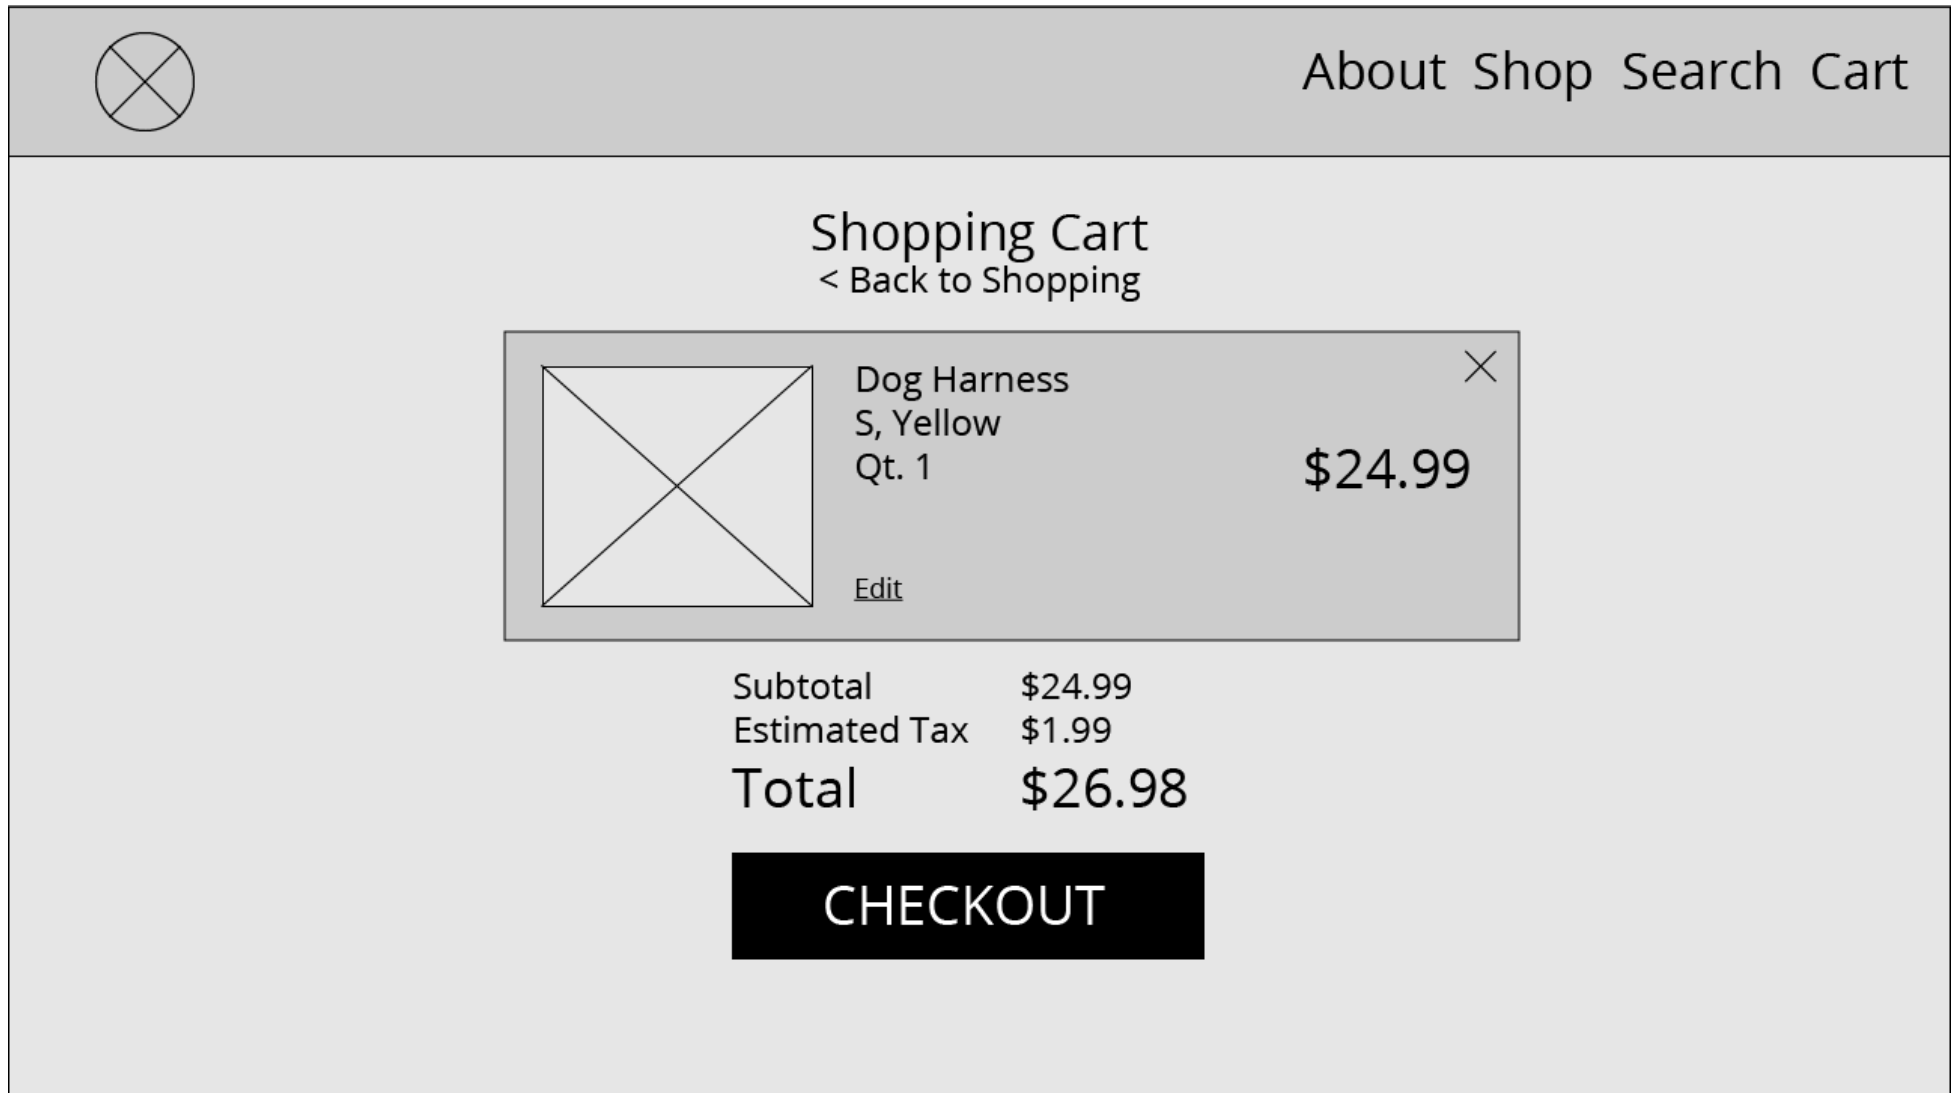 About Shop Search Cart
Shopping Cart
< Back to Shopping
Dog Harness
S, Yellow
Qt. 1
$24.99
Edit
Subtotal $24.99
Estimated Tax $1.99
Total $26.98
CHECKOUT